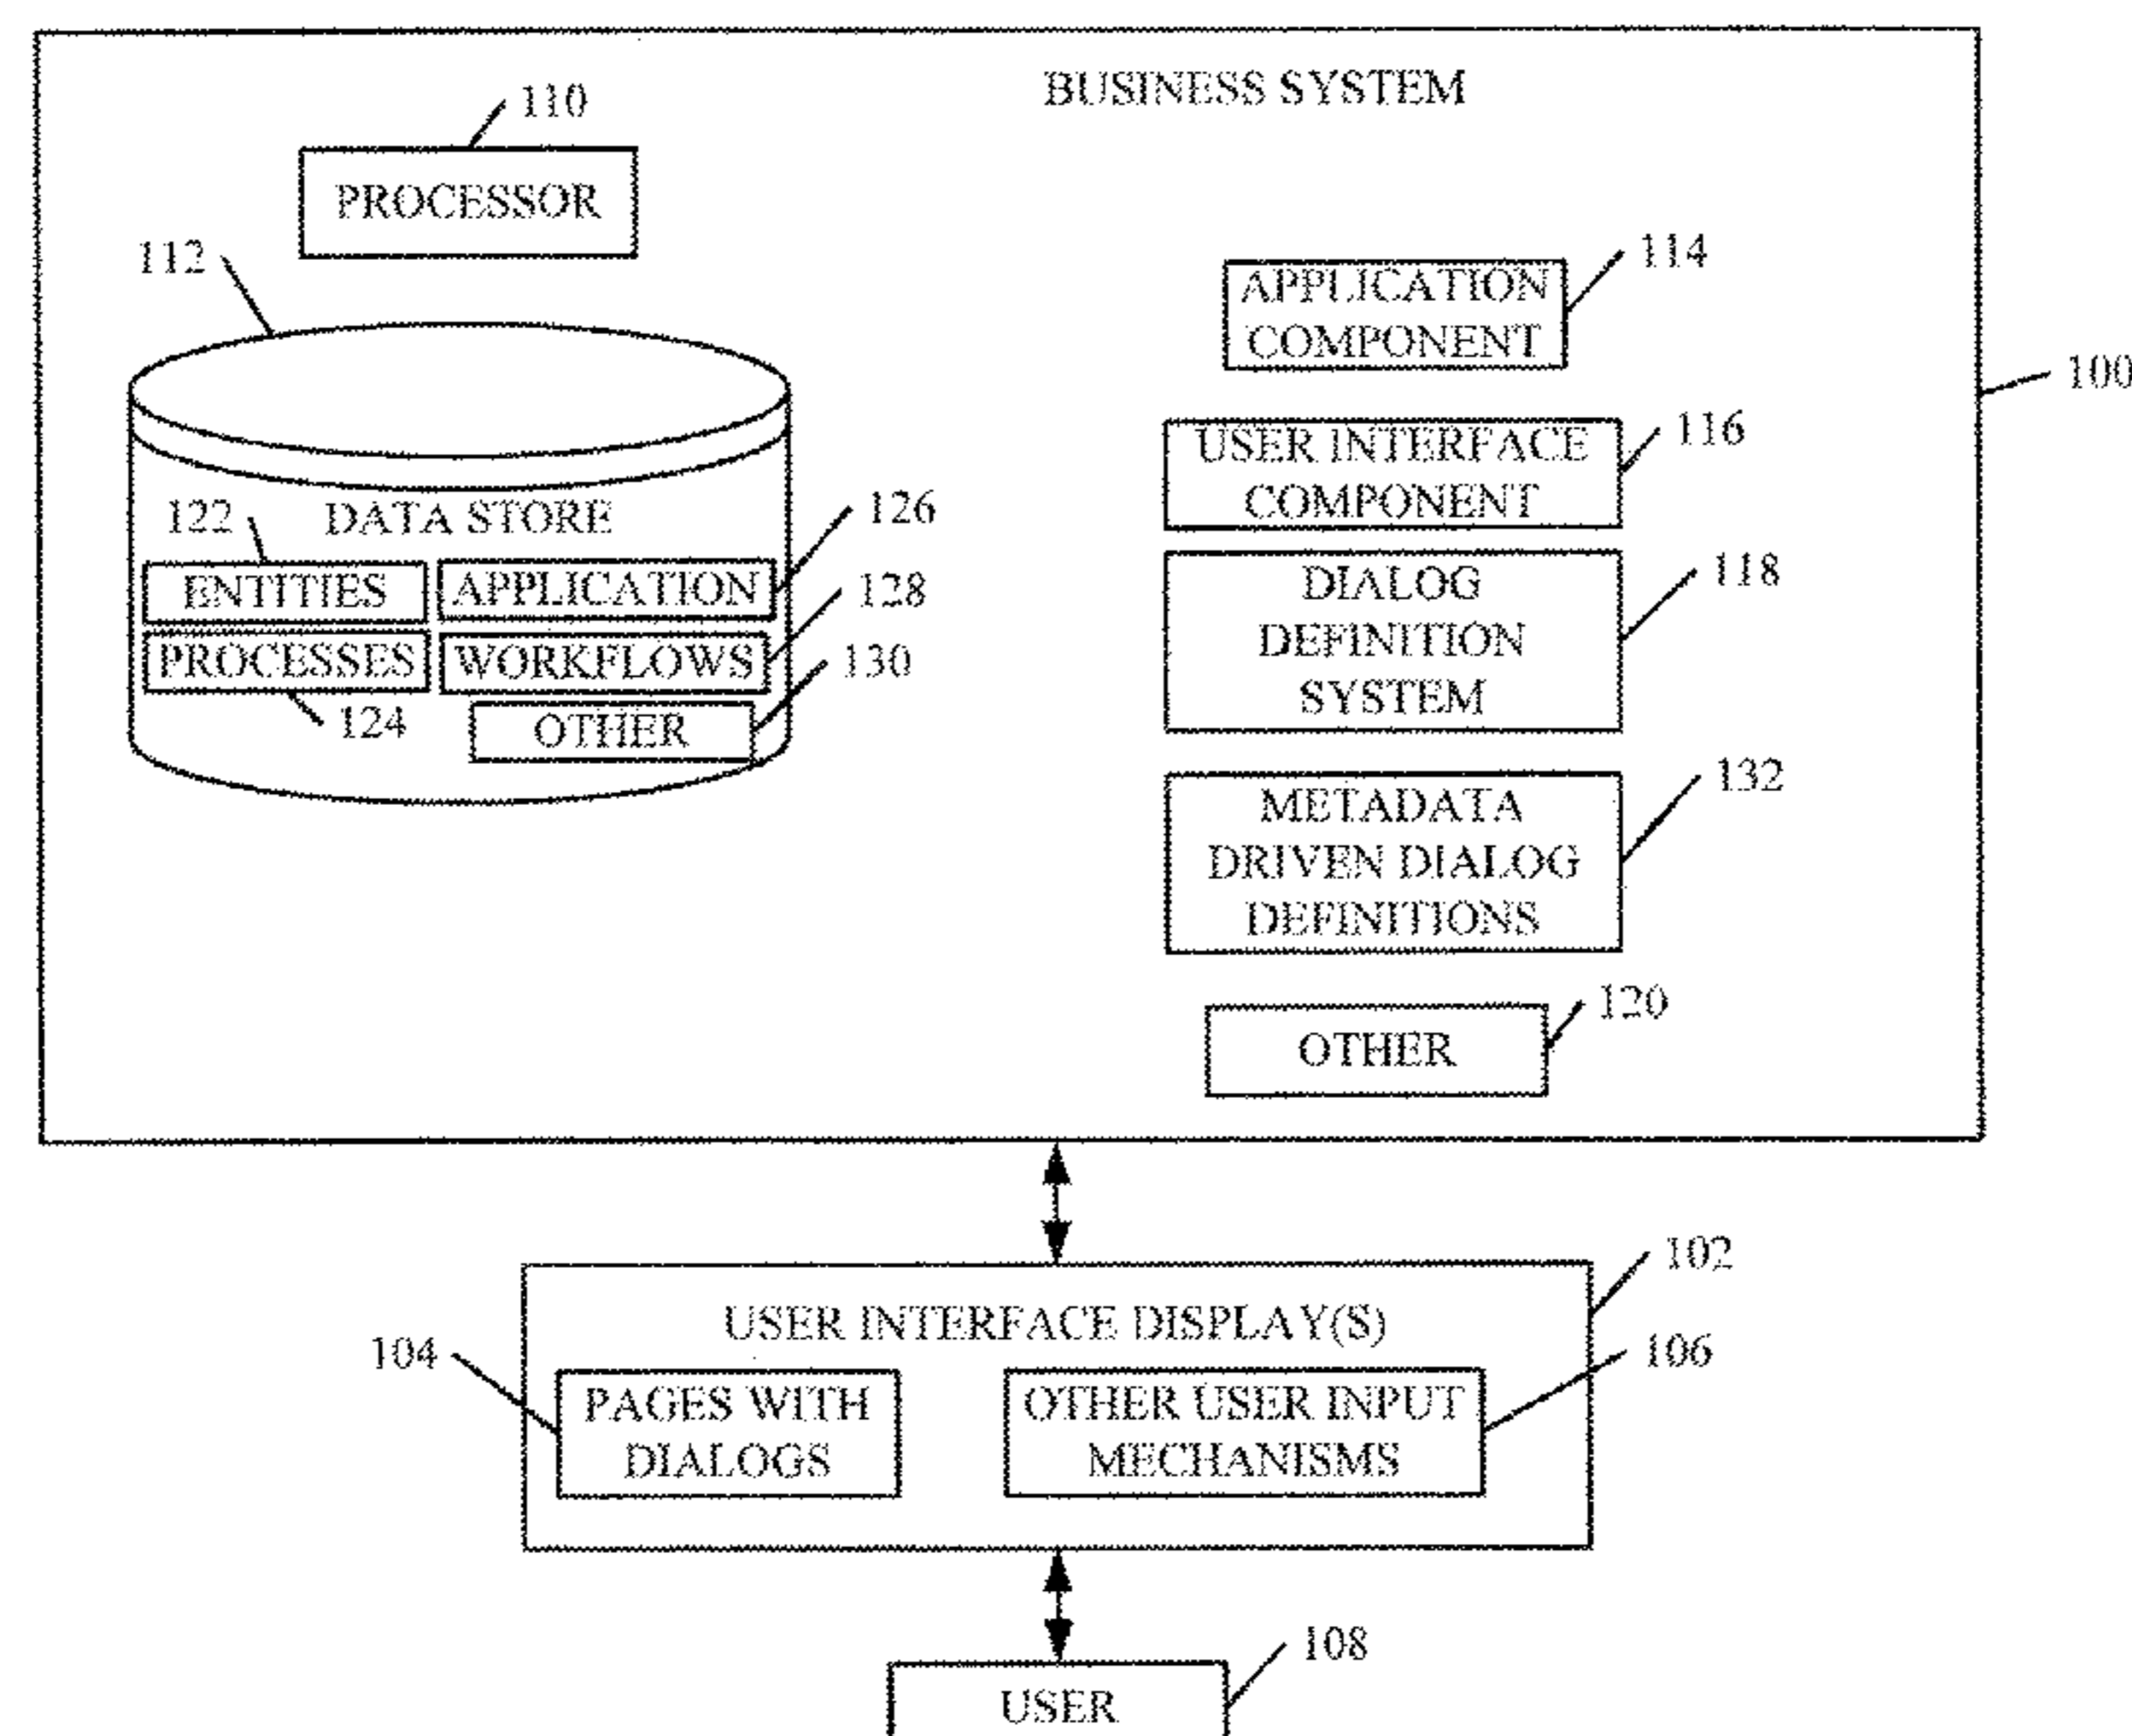 BUSINESS SYSTEM
110
PROCESSOR
112
114
APPLICATION
COMPONENT
100
116
USER INTERFACE
COMPONENT
DATA STORE
122
126
ENTITIES
APPLICATION
128
PROCESSES
WORKFLOWS
130
124
OTHER
118
DIALOG
DEFINITION
SYSTEM
132
METADATA
DRIVEN DIALOG
DEFINITIONS
120
OTHER
102
USER INTERFACE DISPLAY(S)
104
106
PAGES WITH
DIALOGS
OTHER USER INPUT
MECHANISMS
108
USER